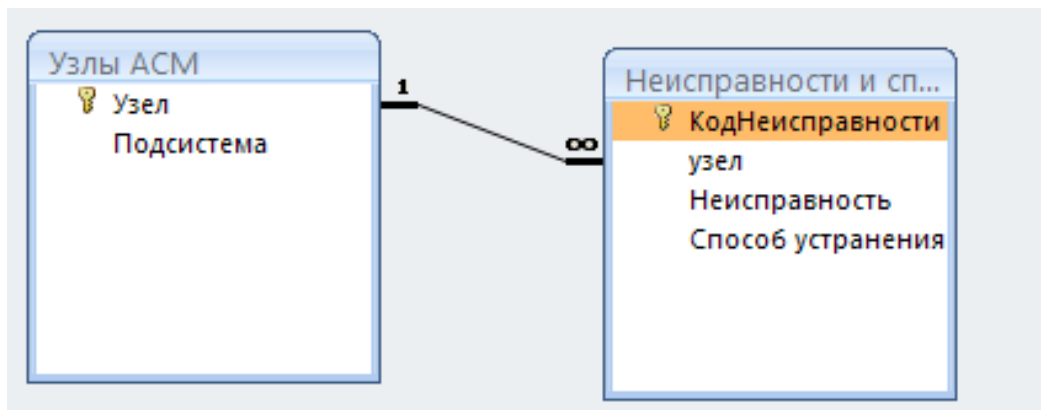 Узлы АСМ
Узел
Подсистема
1
∞
Неисправности и сп...
КодНеисправности
узел
Неисправность
Способ устранения